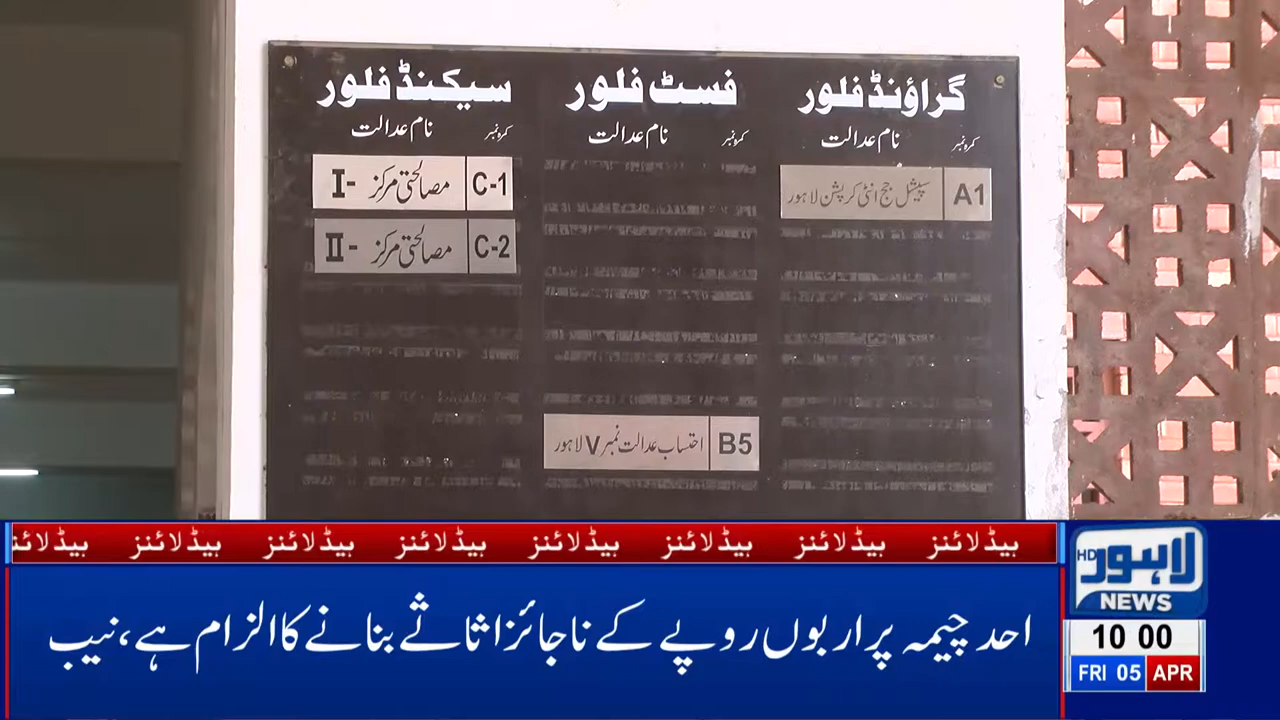 گراؤنڈ فلور
فسٹ فلور
سیکنڈ فلور
کمرہ نمبر نام عدالت
کمرہ نمبر نام عدالت
کمرہ نمبر نام عدالت
A1 سپیشل جج انٹی کرپشن لاہور
B5 احتساب عدالت نمبر V لاہور
C-1 مصالحتی مرکز -I
C-2 مصالحتی مرکز -II
ہیڈلائنز ہیڈلائنز ہیڈلائنز ہیڈلائنز ہیڈلائنز ہیڈلائنز ہیڈلائنز ہیڈلائنز
احد چیمہ پر اربوں روپے کے ناجائز اثاثے بنانے کا الزام ہے، نیب
لاہور HD
NEWS
10 00
FRI 05 APR